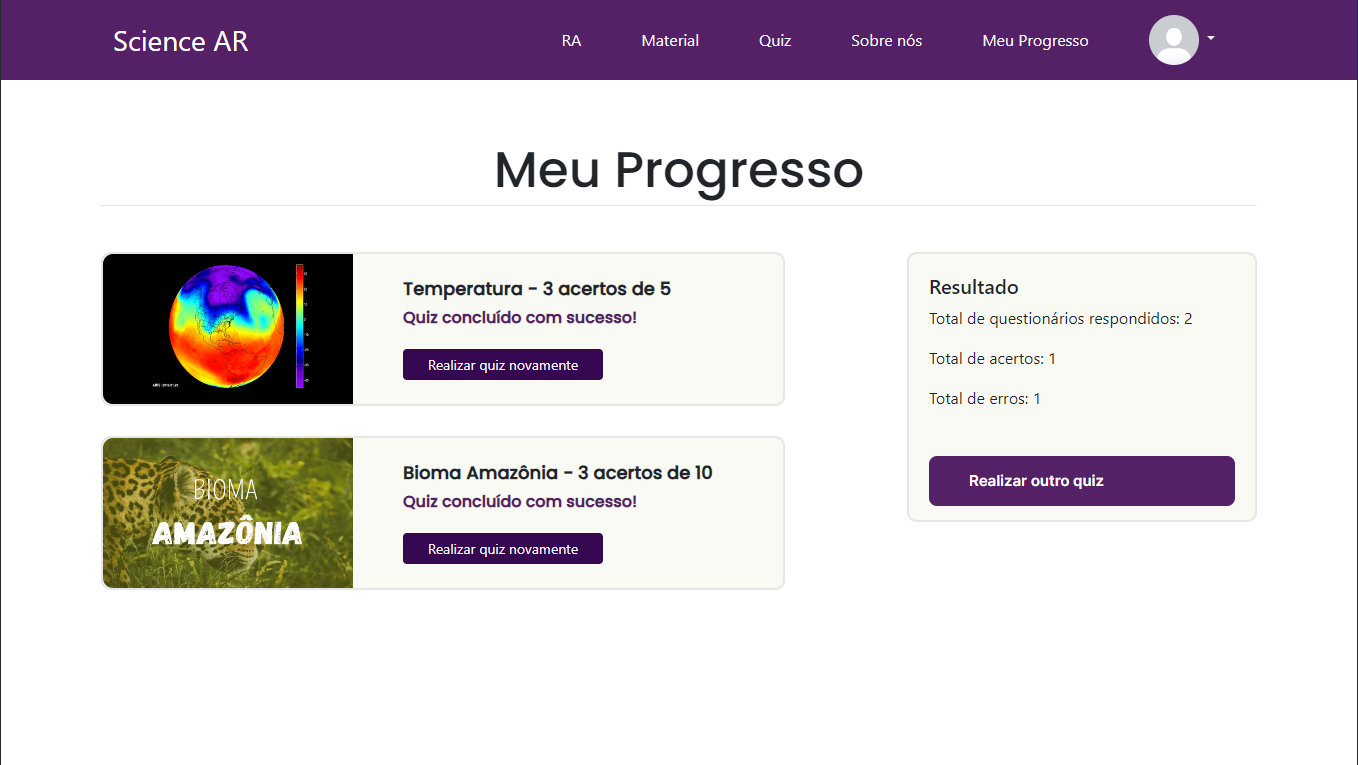 Science AR
RA
Material
Quiz
Sobre nós
Meu Progresso
Meu Progresso
Temperatura - 3 acertos de 5
Quiz concluído com sucesso!
Realizar quiz novamente
BIOMA
AMAZÔNIA
Bioma Amazônia - 3 acertos de 10
Quiz concluído com sucesso!
Realizar quiz novamente
Resultado
Total de questionários respondidos: 2
Total de acertos: 1
Total de erros: 1
Realizar outro quiz